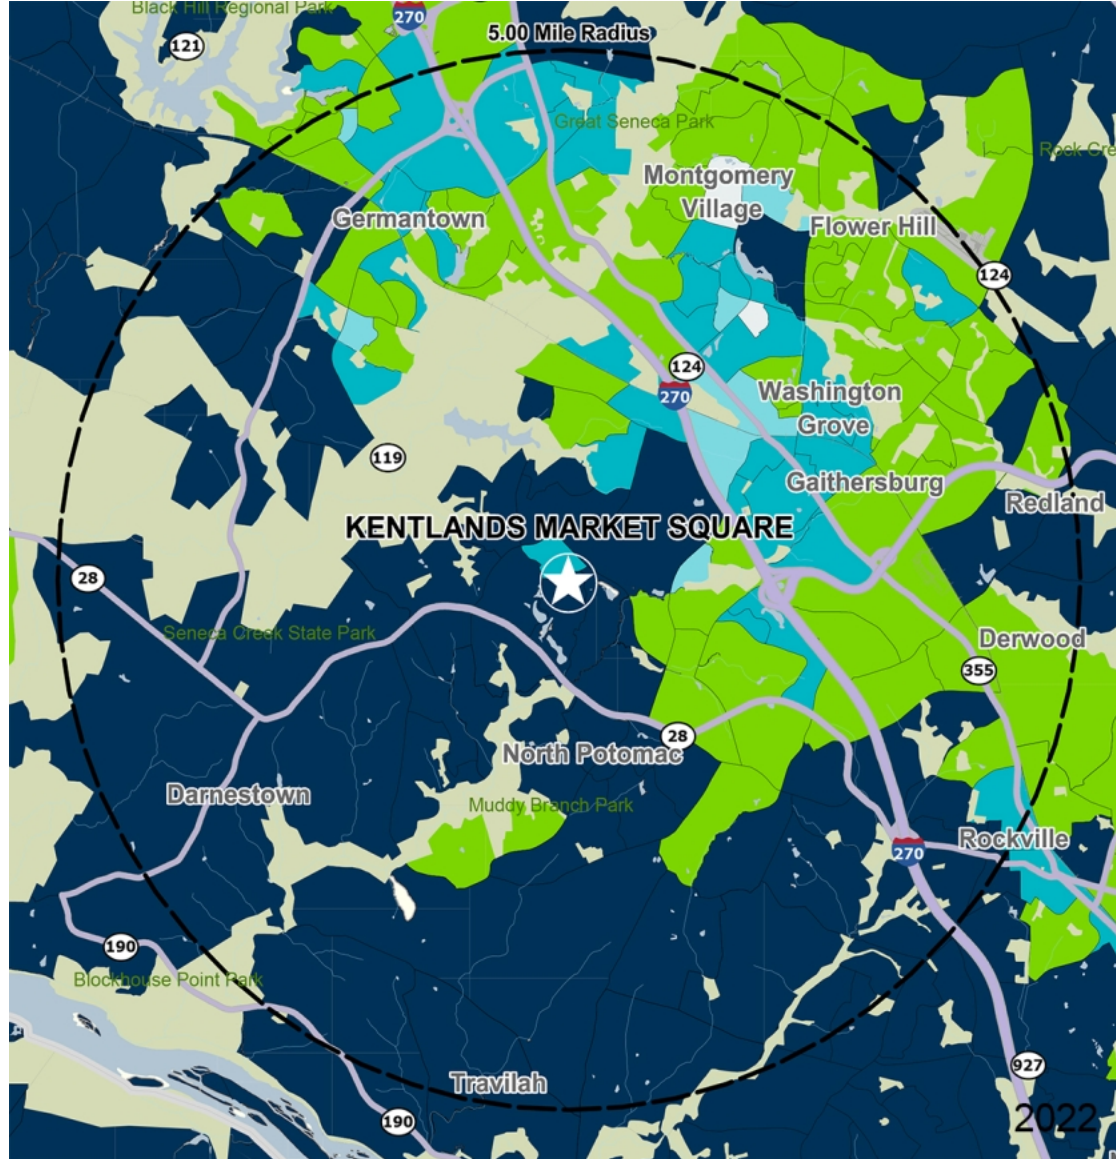 Black Hill Regional Park
270
5.00 Mile Radius
121
Great Seneca Park
Rock Cre
Montgomery
Village
Germantown
Flower Hill
124
124
270
Washington
Grove
119
Gaithersburg
Redland
KENTLANDS MARKET SQUARE
28
Seneca Creek State Park
Derwood
355
28
North Potomac
Darnestown
Muddy Branch Park
Rockville
270
190
Blockhouse Point Park
927
Travilah
190
2022